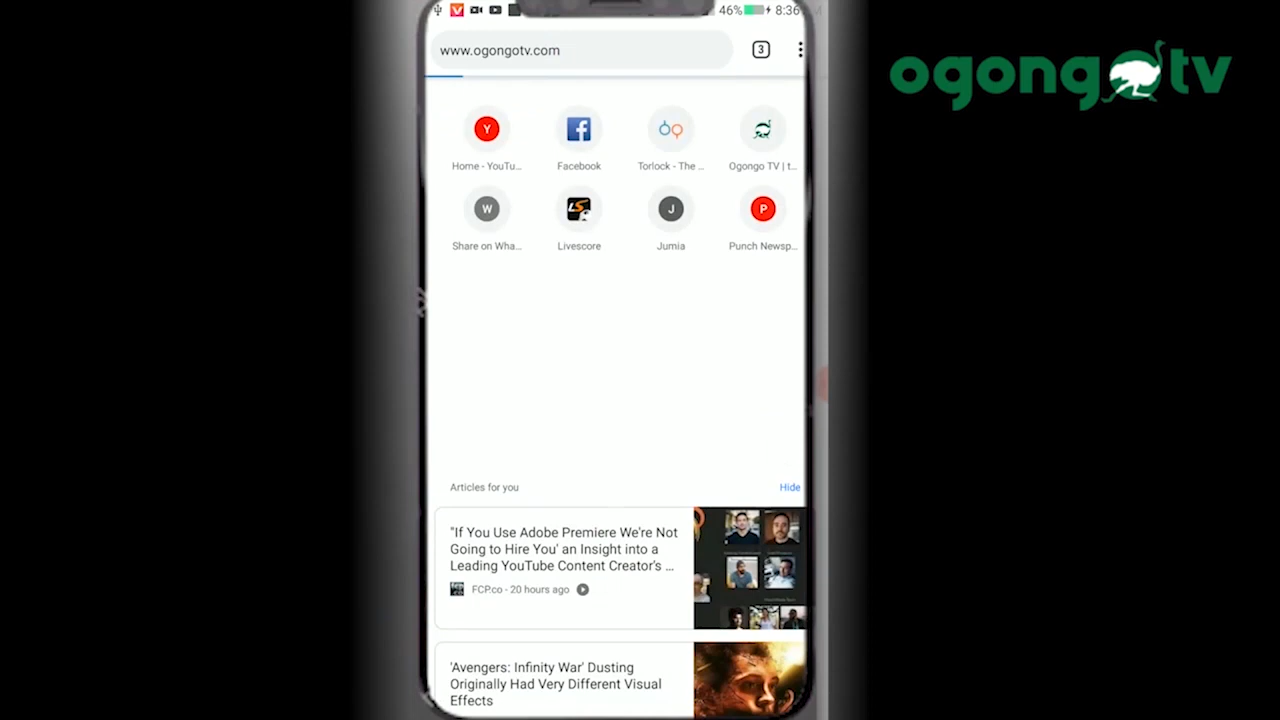 46% 8:36
www.ogongotv.com
3
ogongotv
Y
Home - YouTu...
Facebook
Torlock - The ...
Ogongo TV | t...
W
LS
J
P
Share on Wha...
Livescore
Jumia
Punch Newsp...
Articles for you
Hide
"If You Use Adobe Premiere We're Not
Going to Hire You' an Insight into a
Leading YouTube Content Creator's ...
FCP.co - 20 hours ago
'Avengers: Infinity War' Dusting
Originally Had Very Different Visual
Effects